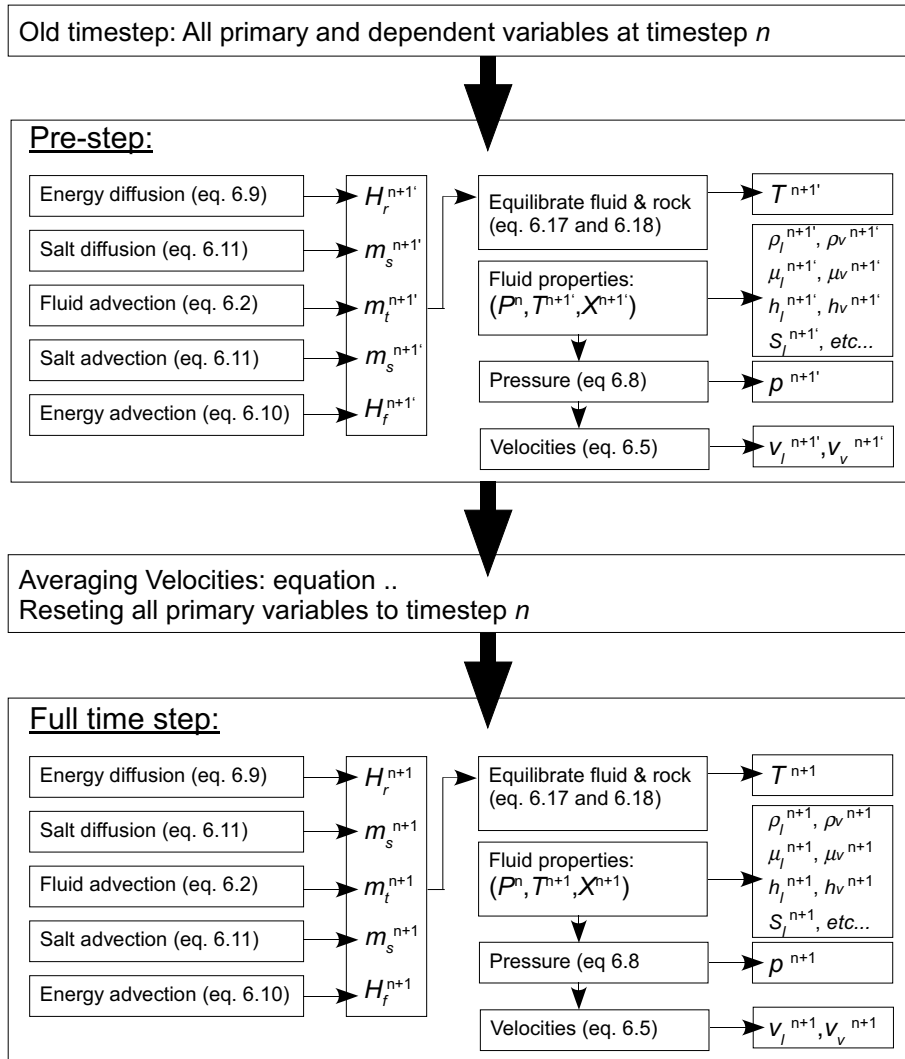 Old timestep: All primary and dependent variables at timestep n
Pre-step:
Energy diffusion (eq. 6.9)
Salt diffusion (eq. 6.11)
Fluid advection (eq. 6.2)
Salt advection (eq. 6.11)
Energy advection (eq. 6.10)
H_r^{n+1‘}
m_s^{n+1'}
m_t^{n+1'}
m_s^{n+1‘}
H_f^{n+1‘}
Equilibrate fluid & rock
(eq. 6.17 and 6.18)
Fluid properties:
(P^n,T^{n+1‘},X^{n+1‘})
Pressure (eq 6.8)
Velocities (eq. 6.5)
T^{n+1'}
ρ_l^{n+1'}, ρ_v^{n+1‘}
μ_l^{n+1‘}, μ_v^{n+1‘}
h_l^{n+1‘}, h_v^{n+1‘}
S_l^{n+1‘}, etc...
p^{n+1'}
v_l^{n+1'},v_v^{n+1‘}
Averaging Velocities: equation ..
Reseting all primary variables to timestep n
Full time step:
Energy diffusion (eq. 6.9)
Salt diffusion (eq. 6.11)
Fluid advection (eq. 6.2)
Salt advection (eq. 6.11)
Energy advection (eq. 6.10)
H_r^{n+1}
m_s^{n+1}
m_t^{n+1}
m_s^{n+1}
H_f^{n+1}
Equilibrate fluid & rock
(eq. 6.17 and 6.18)
Fluid properties:
(P^n,T^{n+1},X^{n+1})
Pressure (eq 6.8
Velocities (eq. 6.5)
T^{n+1}
ρ_l^{n+1}, ρ_v^{n+1}
μ_l^{n+1}, μ_v^{n+1}
h_l^{n+1}, h_v^{n+1}
S_l^{n+1}, etc...
p^{n+1}
v_l^{n+1},v_v^{n+1}